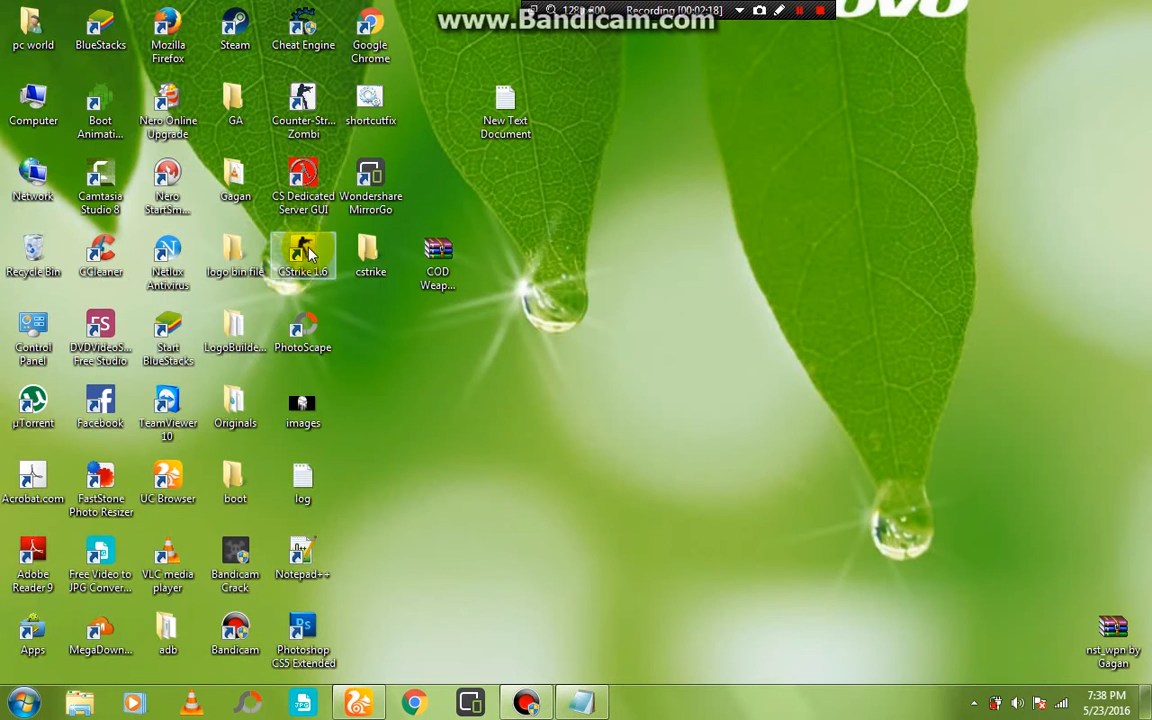 www.Bandicam.com
Recording [00:02:18]
OVO
pc world
BlueStacks
Mozilla
Firefox
Steam
Cheat Engine
Google
Chrome
Computer
Boot
Animati...
Nero Online
Upgrade
GA
Counter-Str...
Zombi
shortcutfix
New Text
Document
Network
Camtasia
Studio 8
Nero
StartSm...
Gagan
CS Dedicated
Server GUI
Wondershare
MirrorGo
Recycle Bin
CCleaner
Netlux
Antivirus
logo bin file
CStrike 1.6
cstrike
COD
Weap...
Control
Panel
DVDVideoS...
Free Studio
Start
BlueStacks
LogoBuilde...
PhotoScape
µTorrent
Facebook
TeamViewer
10
Originals
images
Acrobat.com
FastStone
Photo Resizer
UC Browser
boot
log
Adobe
Reader 9
Free Video to
JPG Conver...
VLC media
player
Bandicam
Crack
Notepad++
Apps
MegaDown...
adb
Bandicam
Photoshop
CS5 Extended
nst_wpn by
Gagan
7:38 PM
5/23/2016